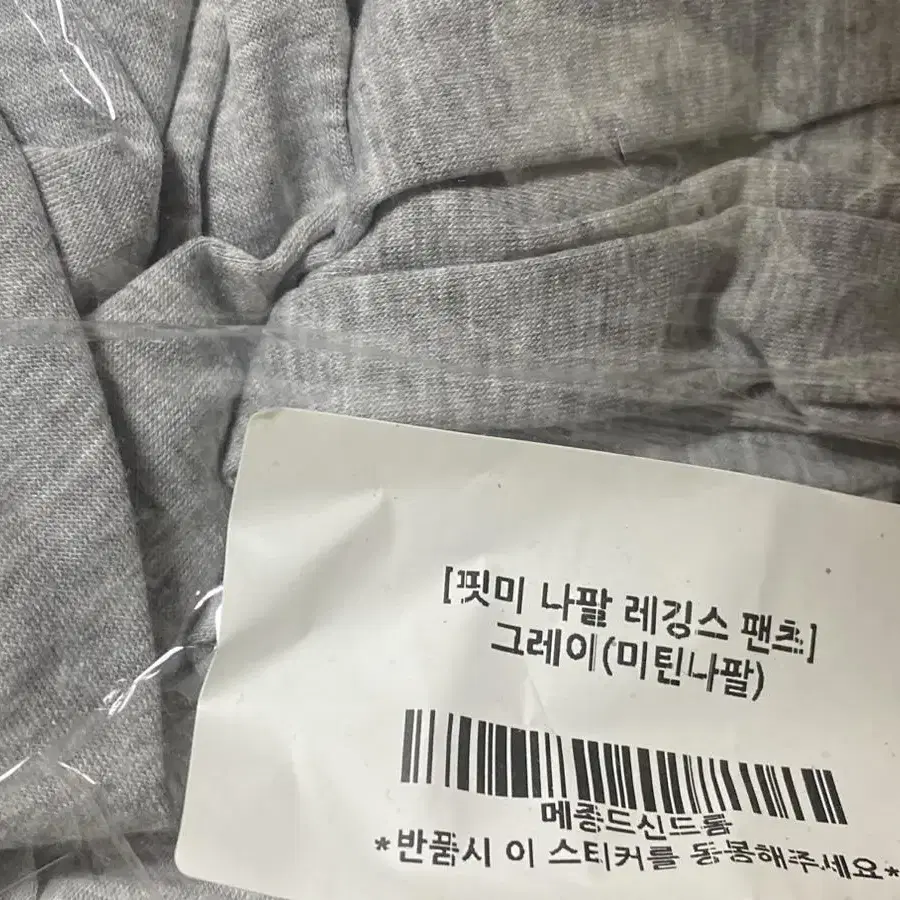 [핏미 나팔 레깅스 팬츠]
그레이(미틴나팔)
메종드신드롬
*반품시 이 스티커를 동봉해주세요*